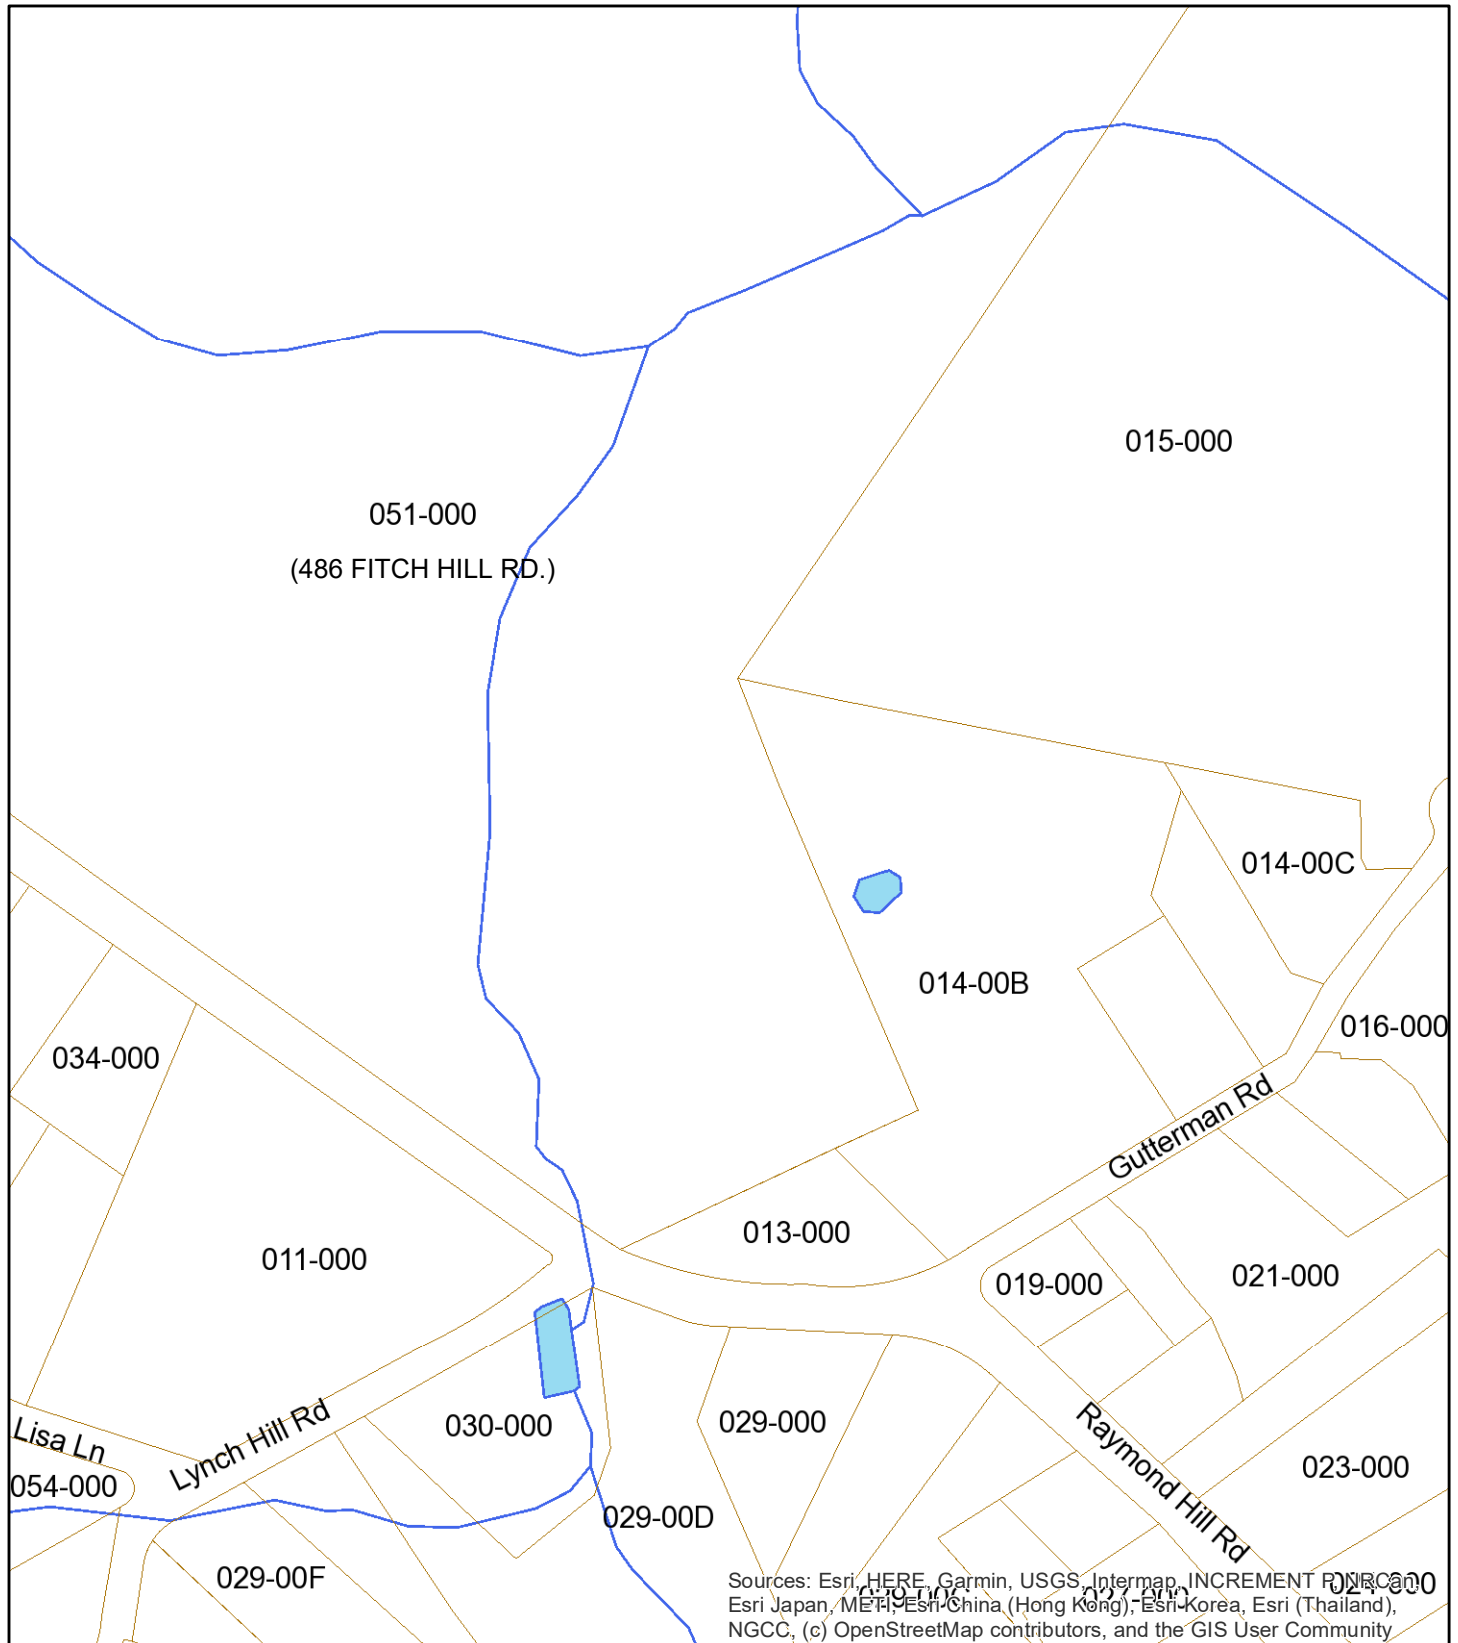 015-000
051-000
(486 FITCH HILL RD.)
014-00C
014-00B
016-000
034-000
Gutterman Rd
013-000
011-000
019-000
021-000
Lisa Ln
Lynch Hill Rd
030-000
029-000
Raymond Hill Rd
023-000
054-000
029-00D
029-00F
Sources: Esri, HERE, Garmin, USGS, Intermap, INCREMENT P, NRCan,
Esri Japan, METI, Esri China (Hong Kong), Esri Korea, Esri (Thailand),
NGCC, (c) OpenStreetMap contributors, and the GIS User Community